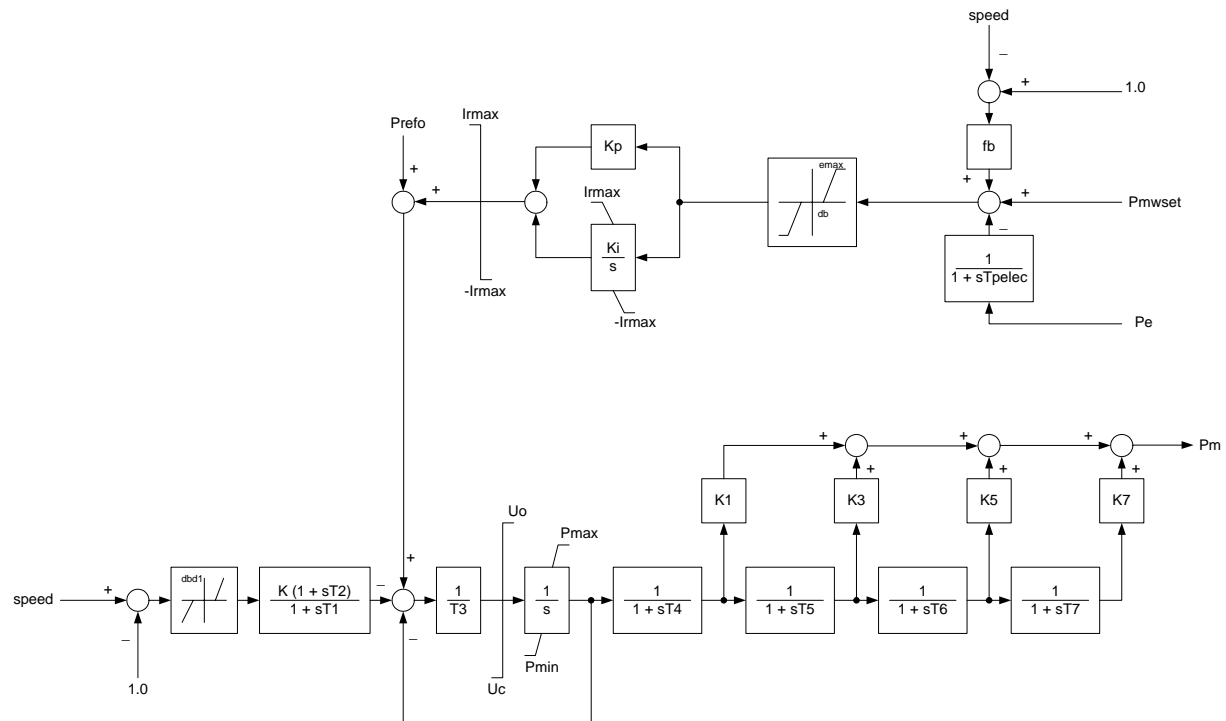 speed
−
+
1.0
Irmax
Prefo
+
+
Kp
Irmax
Ki
s
-Irmax
-Irmax
emax
db
fb
+
+
Pmwset
−
1
1 + sTpelec
Pe
+
+
+
Pm
+
+
+
K1
K3
K5
K7
Uo
Pmax
speed
+
−
1.0
dbd1
K (1 + sT2)
1 + sT1
−
+
−
1
T3
1
s
Pmin
Uc
1
1 + sT4
1
1 + sT5
1
1 + sT6
1
1 + sT7